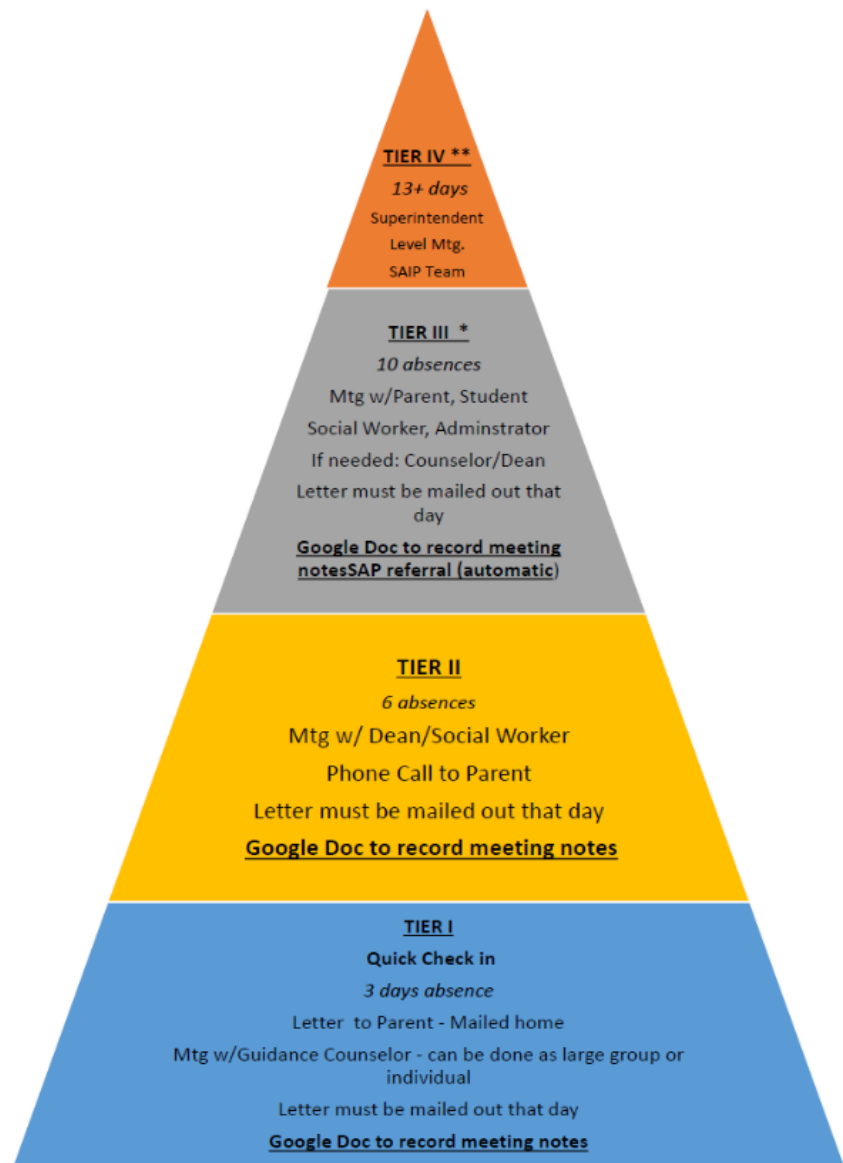 TIER IV **
13+ days
Superintendent
Level Mtg.
SAIP Team
TIER III *
10 absences
Mtg w/Parent, Student
Social Worker, Adminstrator
If needed: Counselor/Dean
Letter must be mailed out that
day
Google Doc to record meeting
notesSAP referral (automatic)
TIER II
6 absences
Mtg w/ Dean/Social Worker
Phone Call to Parent
Letter must be mailed out that day
Google Doc to record meeting notes
TIER I
Quick Check in
3 days absence
Letter to Parent - Mailed home
Mtg w/Guidance Counselor - can be done as large group or
individual
Letter must be mailed out that day
Google Doc to record meeting notes